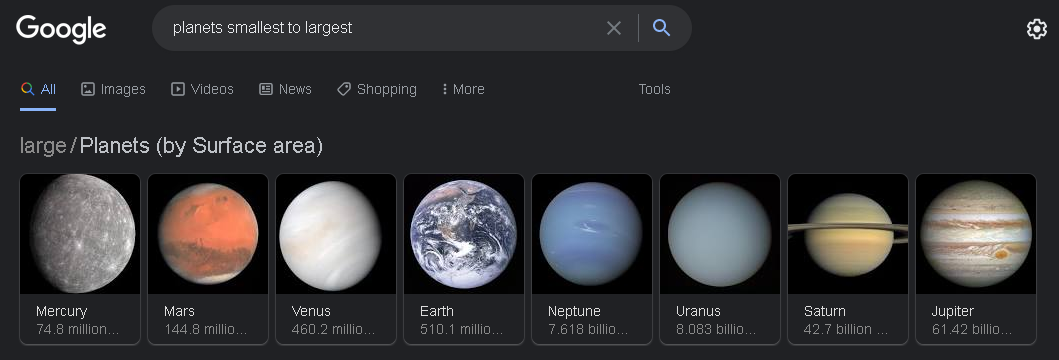 Google planets smallest to largest
All Images Videos News Shopping More Tools
large/Planets (by Surface area)
Mercury Mars Venus Earth Neptune Uranus Saturn Jupiter
74.8 million... 144.8 millio... 460.2 millio... 510.1 millio... 7.618 billio... 8.083 billio... 42.7 billion ... 61.42 billio...